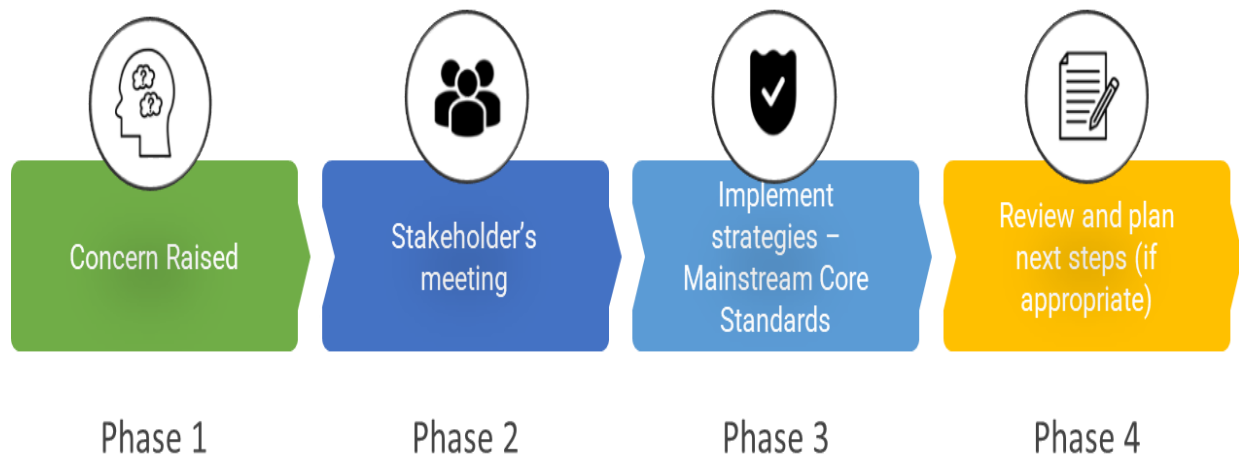 Concern Raised
Stakeholder’s
meeting
Implement
strategies –
Mainstream Core
Standards
Review and plan
next steps (if
appropriate)
Phase 1
Phase 2
Phase 3
Phase 4